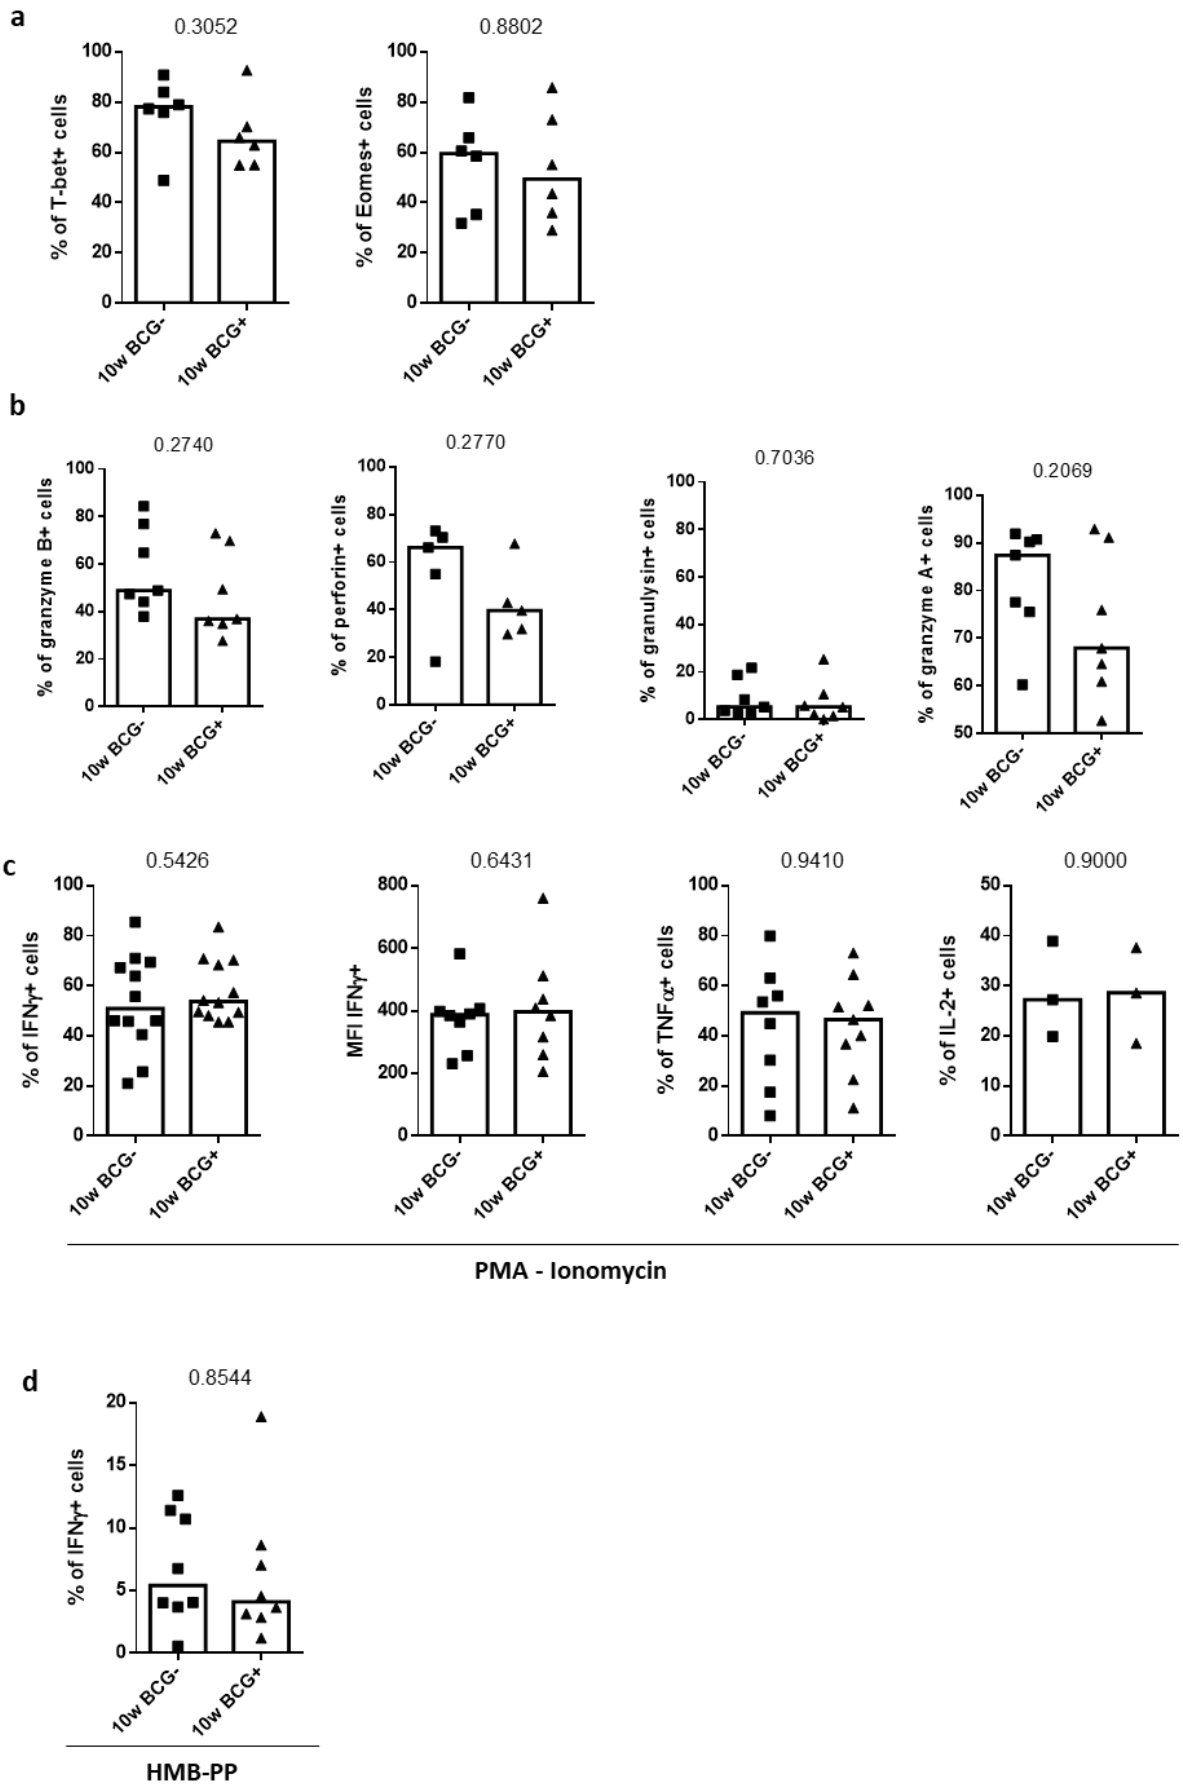 a
0.3052
0.8802
% of T-bet+ cells
100
80
60
40
20
0
10w BCG-
10w BCG+
% of Eomes+ cells
100
80
60
40
20
0
10w BCG-
10w BCG+
b
0.2740
0.2770
0.7036
0.2069
% of granzyme B+ cells
100
80
60
40
20
0
10w BCG-
10w BCG+
% of perforin+ cells
100
80
60
40
20
0
10w BCG-
10w BCG+
% of granulysin+ cells
100
80
60
40
20
0
10w BCG-
10w BCG+
% of granzyme A+ cells
100
90
80
70
60
50
10w BCG-
10w BCG+
c
0.5426
0.6431
0.9410
0.9000
% of IFNγ+ cells
100
80
60
40
20
0
10w BCG-
10w BCG+
MFI IFNγ+
800
600
400
200
0
10w BCG-
10w BCG+
% of TNFα+ cells
100
80
60
40
20
0
10w BCG-
10w BCG+
% of IL-2+ cells
50
40
30
20
10
0
10w BCG-
10w BCG+
PMA - Ionomycin
d
0.8544
% of IFNγ+ cells
20
15
10
5
0
10w BCG-
10w BCG+
HMB-PP